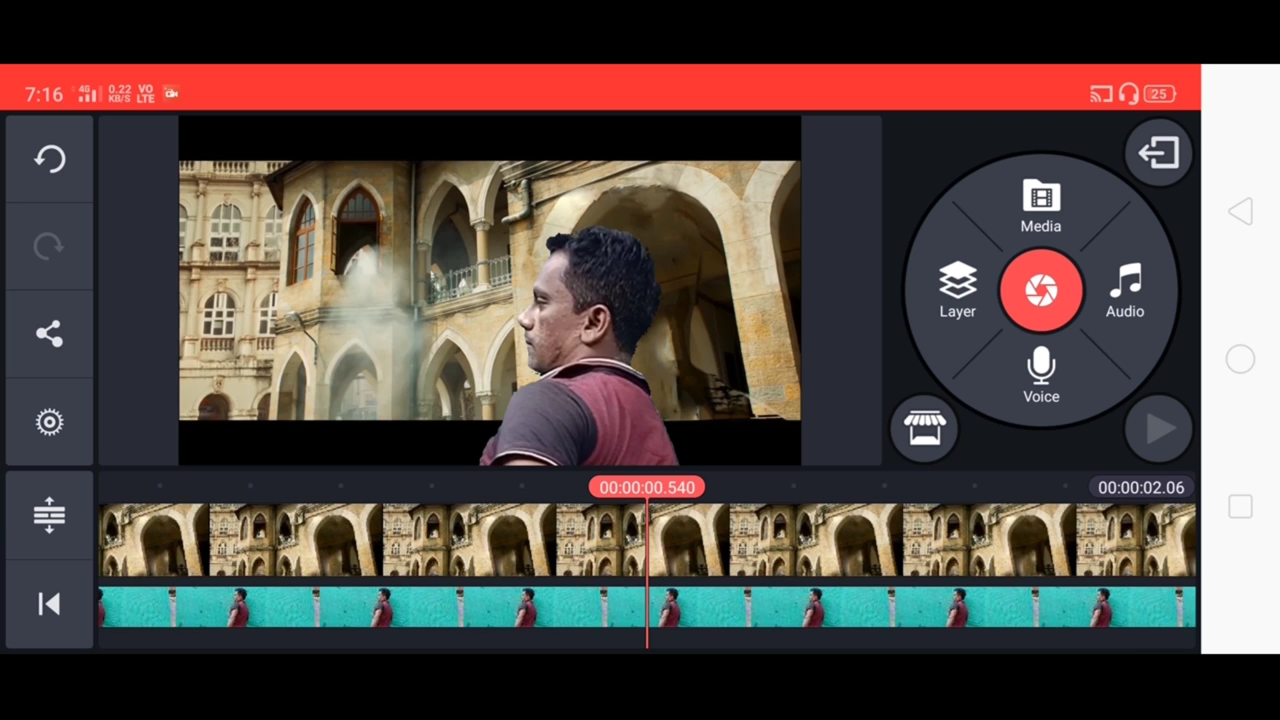 7:16 4G 0.22 KB/S VO LTE
25
Media
Layer
Audio
Voice
00:00:00.540
00:00:02.06